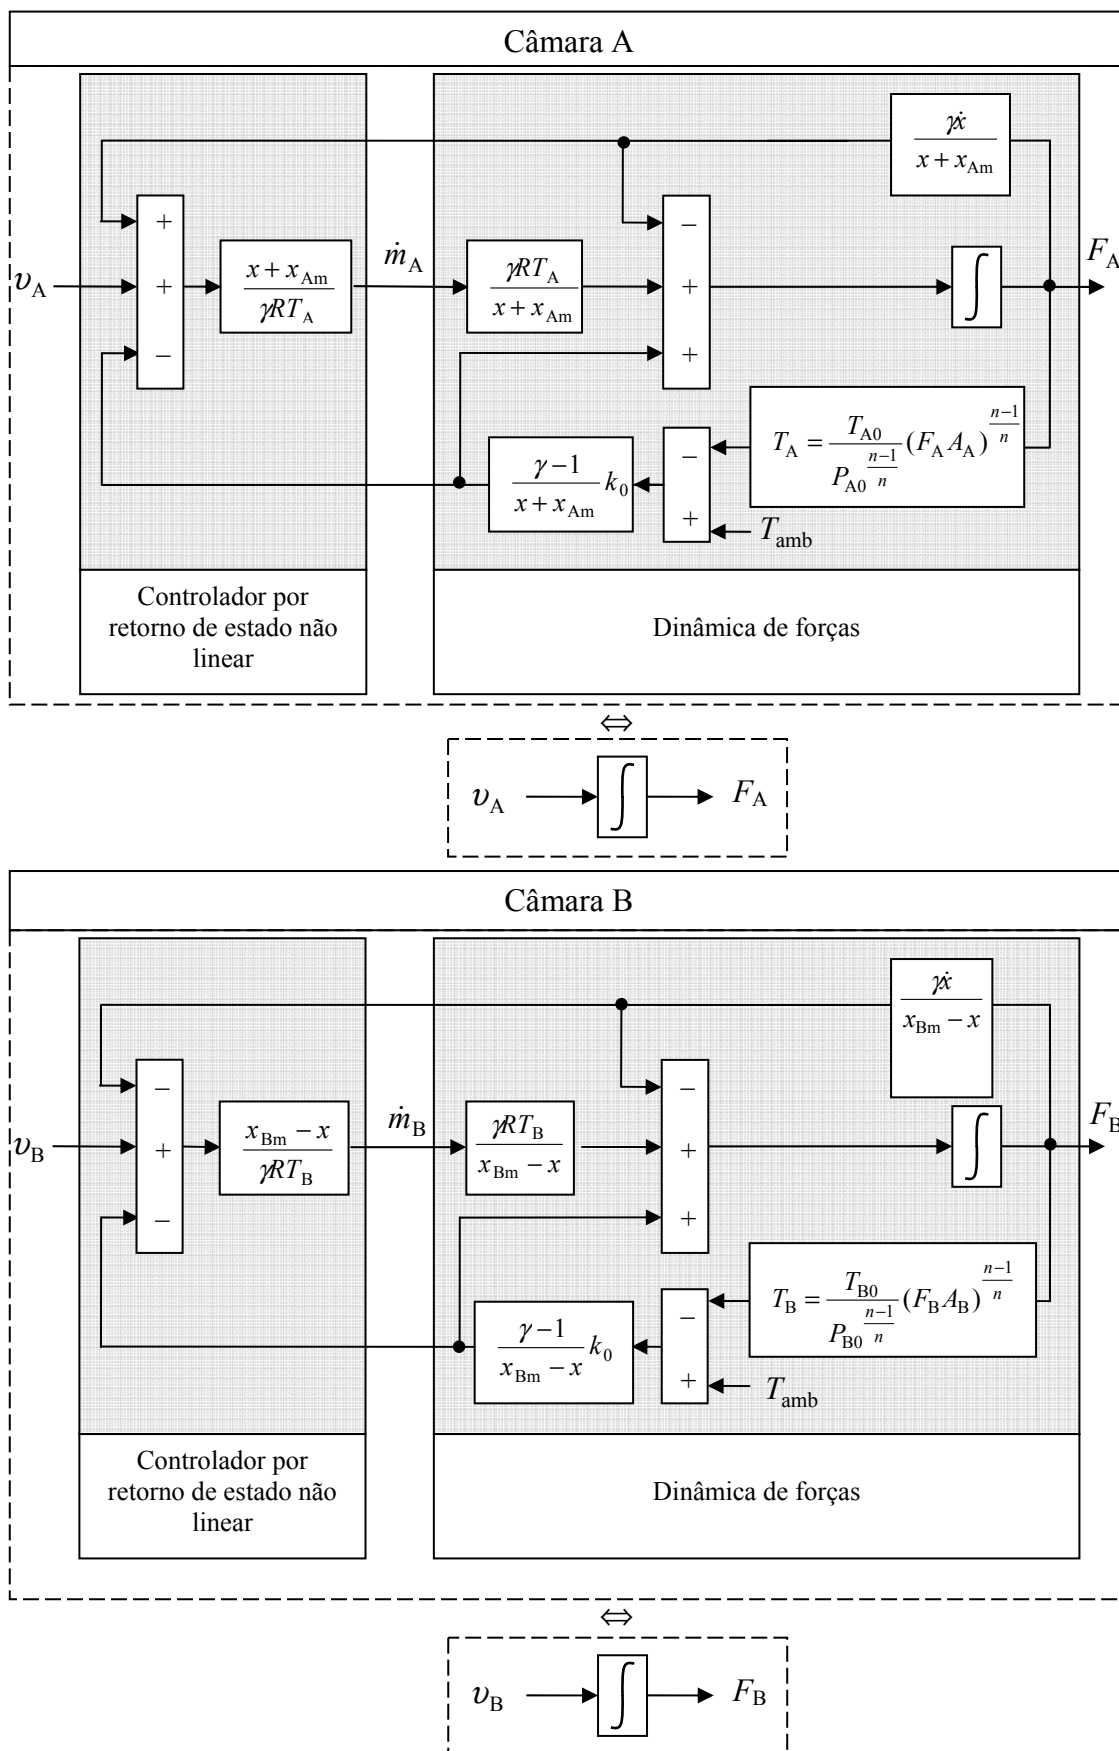 Câmara A
γẋ / (x + x_Am)
+
+
−
υ_A
(x + x_Am) / (γRT_A)
ṁ_A
γRT_A / (x + x_Am)
−
+
+
∫
F_A
T_A = T_A0 / P_A0^((n−1)/n) (F_A A_A)^((n−1)/n)
(γ−1) / (x + x_Am) k_0
−
+
T_amb
Controlador por
retorno de estado não
linear
Dinâmica de forças
⇔
υ_A ∫ F_A
Câmara B
γẋ / (x_Bm − x)
−
+
−
υ_B
(x_Bm − x) / (γRT_B)
ṁ_B
γRT_B / (x_Bm − x)
−
+
+
∫
F_B
T_B = T_B0 / P_B0^((n−1)/n) (F_B A_B)^((n−1)/n)
(γ−1) / (x_Bm − x) k_0
−
+
T_amb
Controlador por
retorno de estado não
linear
Dinâmica de forças
⇔
υ_B ∫ F_B